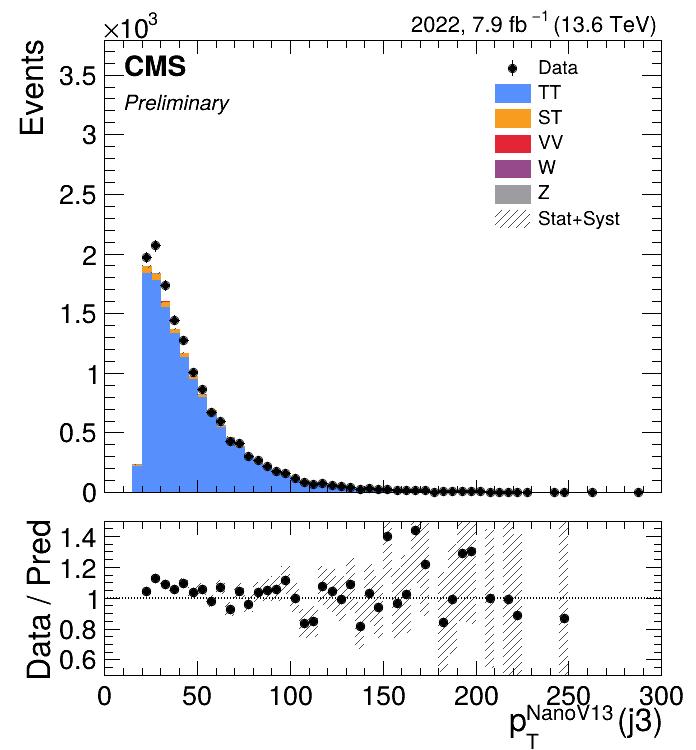 ×10³
2022, 7.9 fb⁻¹ (13.6 TeV)
Events
CMS
Preliminary
Data
TT
ST
VV
W
Z
Stat+Syst
3.5
3
2.5
2
1.5
1
0.5
0
Data / Pred
1.4
1.2
1
0.8
0.6
0 50 100 150 200 250 300
p_T^NanoV13 (j3)